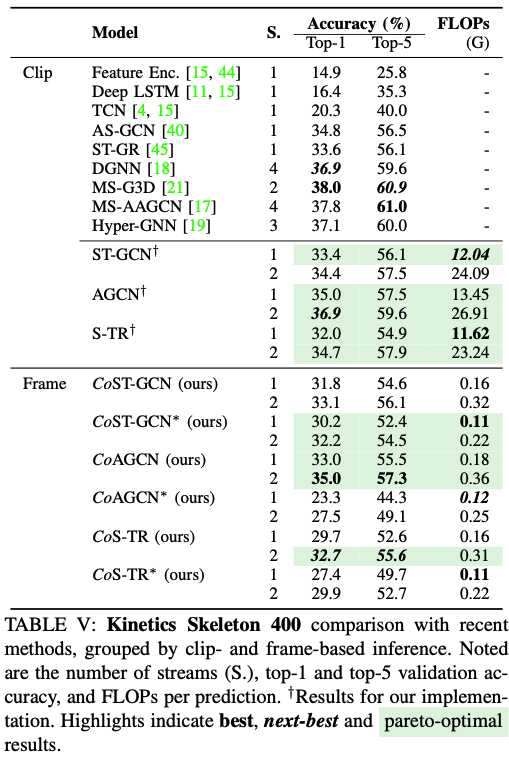 Model S. Accuracy (%) FLOPs
Top-1 Top-5 (G)
Clip Feature Enc. [15, 44] 1 14.9 25.8 -
Deep LSTM [11, 15] 1 16.4 35.3 -
TCN [4, 15] 1 20.3 40.0 -
AS-GCN [40] 1 34.8 56.5 -
ST-GR [45] 1 33.6 56.1 -
DGNN [18] 4 36.9 59.6 -
MS-G3D [21] 2 38.0 60.9 -
MS-AAGCN [17] 4 37.8 61.0 -
Hyper-GNN [19] 3 37.1 60.0 -
ST-GCN† 1 33.4 56.1 12.04
2 34.4 57.5 24.09
AGCN† 1 35.0 57.5 13.45
2 36.9 59.6 26.91
S-TR† 1 32.0 54.9 11.62
2 34.7 57.9 23.24
Frame CoST-GCN (ours) 1 31.8 54.6 0.16
2 33.1 56.1 0.32
CoST-GCN* (ours) 1 30.2 52.4 0.11
2 32.2 54.5 0.22
CoAGCN (ours) 1 33.0 55.5 0.18
2 35.0 57.3 0.36
CoAGCN* (ours) 1 23.3 44.3 0.12
2 27.5 49.1 0.25
CoS-TR (ours) 1 29.7 52.6 0.16
2 32.7 55.6 0.31
CoS-TR* (ours) 1 27.4 49.7 0.11
2 29.9 52.7 0.22
TABLE V: Kinetics Skeleton 400 comparison with recent
methods, grouped by clip- and frame-based inference. Noted
are the number of streams (S.), top-1 and top-5 validation ac-
curacy, and FLOPs per prediction. †Results for our implemen-
tation. Highlights indicate best, next-best and pareto-optimal
results.